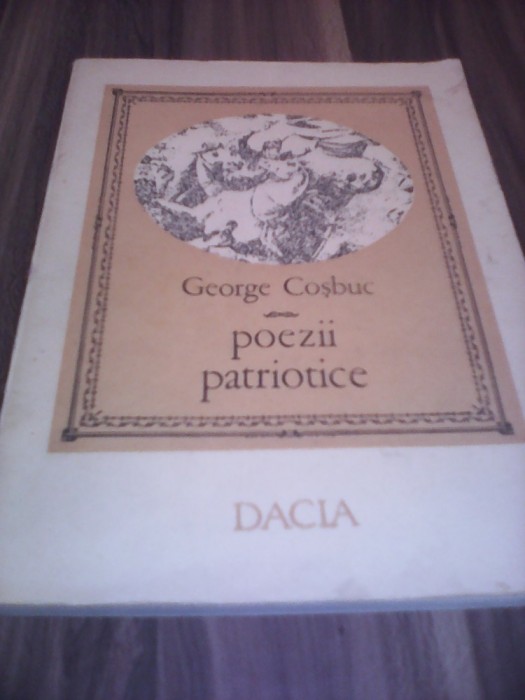 George Coşbuc
poezii
patriotice
DACIA